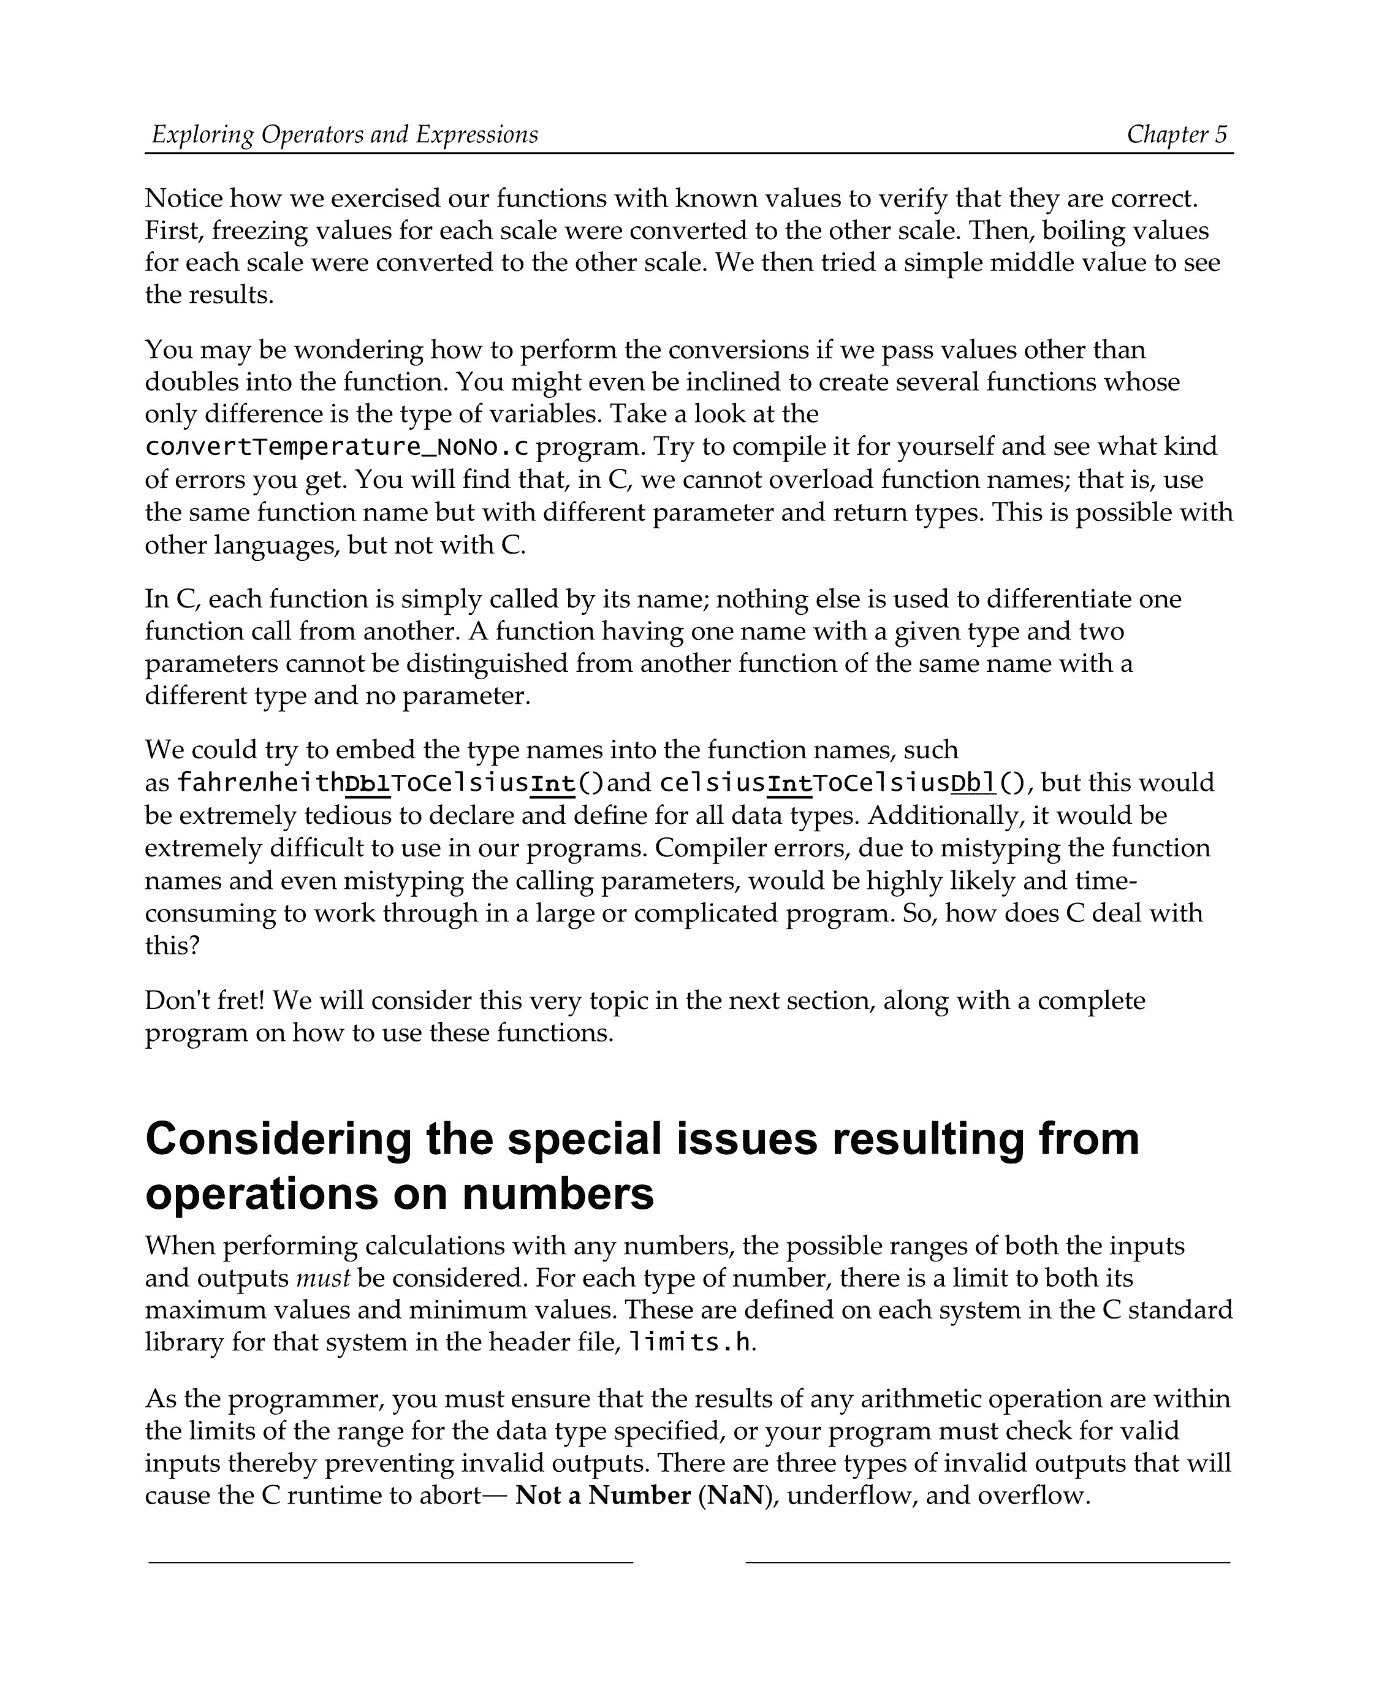 Exploring Operators and Expressions Chapter 5
Notice how we exercised our functions with known values to verify that they are correct.
First, freezing values for each scale were converted to the other scale. Then, boiling values
for each scale were converted to the other scale. We then tried a simple middle value to see
the results.
You may be wondering how to perform the conversions if we pass values other than
doubles into the function. You might even be inclined to create several functions whose
only difference is the type of variables. Take a look at the
convertTemperature_NoNo.c program. Try to compile it for yourself and see what kind
of errors you get. You will find that, in C, we cannot overload function names; that is, use
the same function name but with different parameter and return types. This is possible with
other languages, but not with C.
In C, each function is simply called by its name; nothing else is used to differentiate one
function call from another. A function having one name with a given type and two
parameters cannot be distinguished from another function of the same name with a
different type and no parameter.
We could try to embed the type names into the function names, such
as fahrenheithDblToCelsiusInt()and celsiusIntToCelsiusDbl(), but this would
be extremely tedious to declare and define for all data types. Additionally, it would be
extremely difficult to use in our programs. Compiler errors, due to mistyping the function
names and even mistyping the calling parameters, would be highly likely and time-
consuming to work through in a large or complicated program. So, how does C deal with
this?
Don't fret! We will consider this very topic in the next section, along with a complete
program on how to use these functions.
Considering the special issues resulting from
operations on numbers
When performing calculations with any numbers, the possible ranges of both the inputs
and outputs must be considered. For each type of number, there is a limit to both its
maximum values and minimum values. These are defined on each system in the C standard
library for that system in the header file, limits.h.
As the programmer, you must ensure that the results of any arithmetic operation are within
the limits of the range for the data type specified, or your program must check for valid
inputs thereby preventing invalid outputs. There are three types of invalid outputs that will
cause the C runtime to abort— Not a Number (NaN), underflow, and overflow.